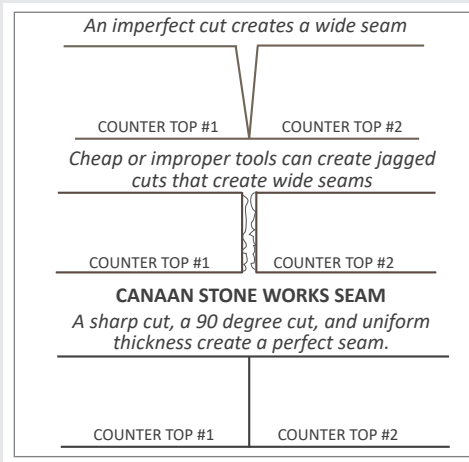 An imperfect cut creates a wide seam
COUNTER TOP #1 COUNTER TOP #2
Cheap or improper tools can create jagged
cuts that create wide seams
COUNTER TOP #1 COUNTER TOP #2
CANAAN STONE WORKS SEAM
A sharp cut, a 90 degree cut, and uniform
thickness create a perfect seam.
COUNTER TOP #1 COUNTER TOP #2